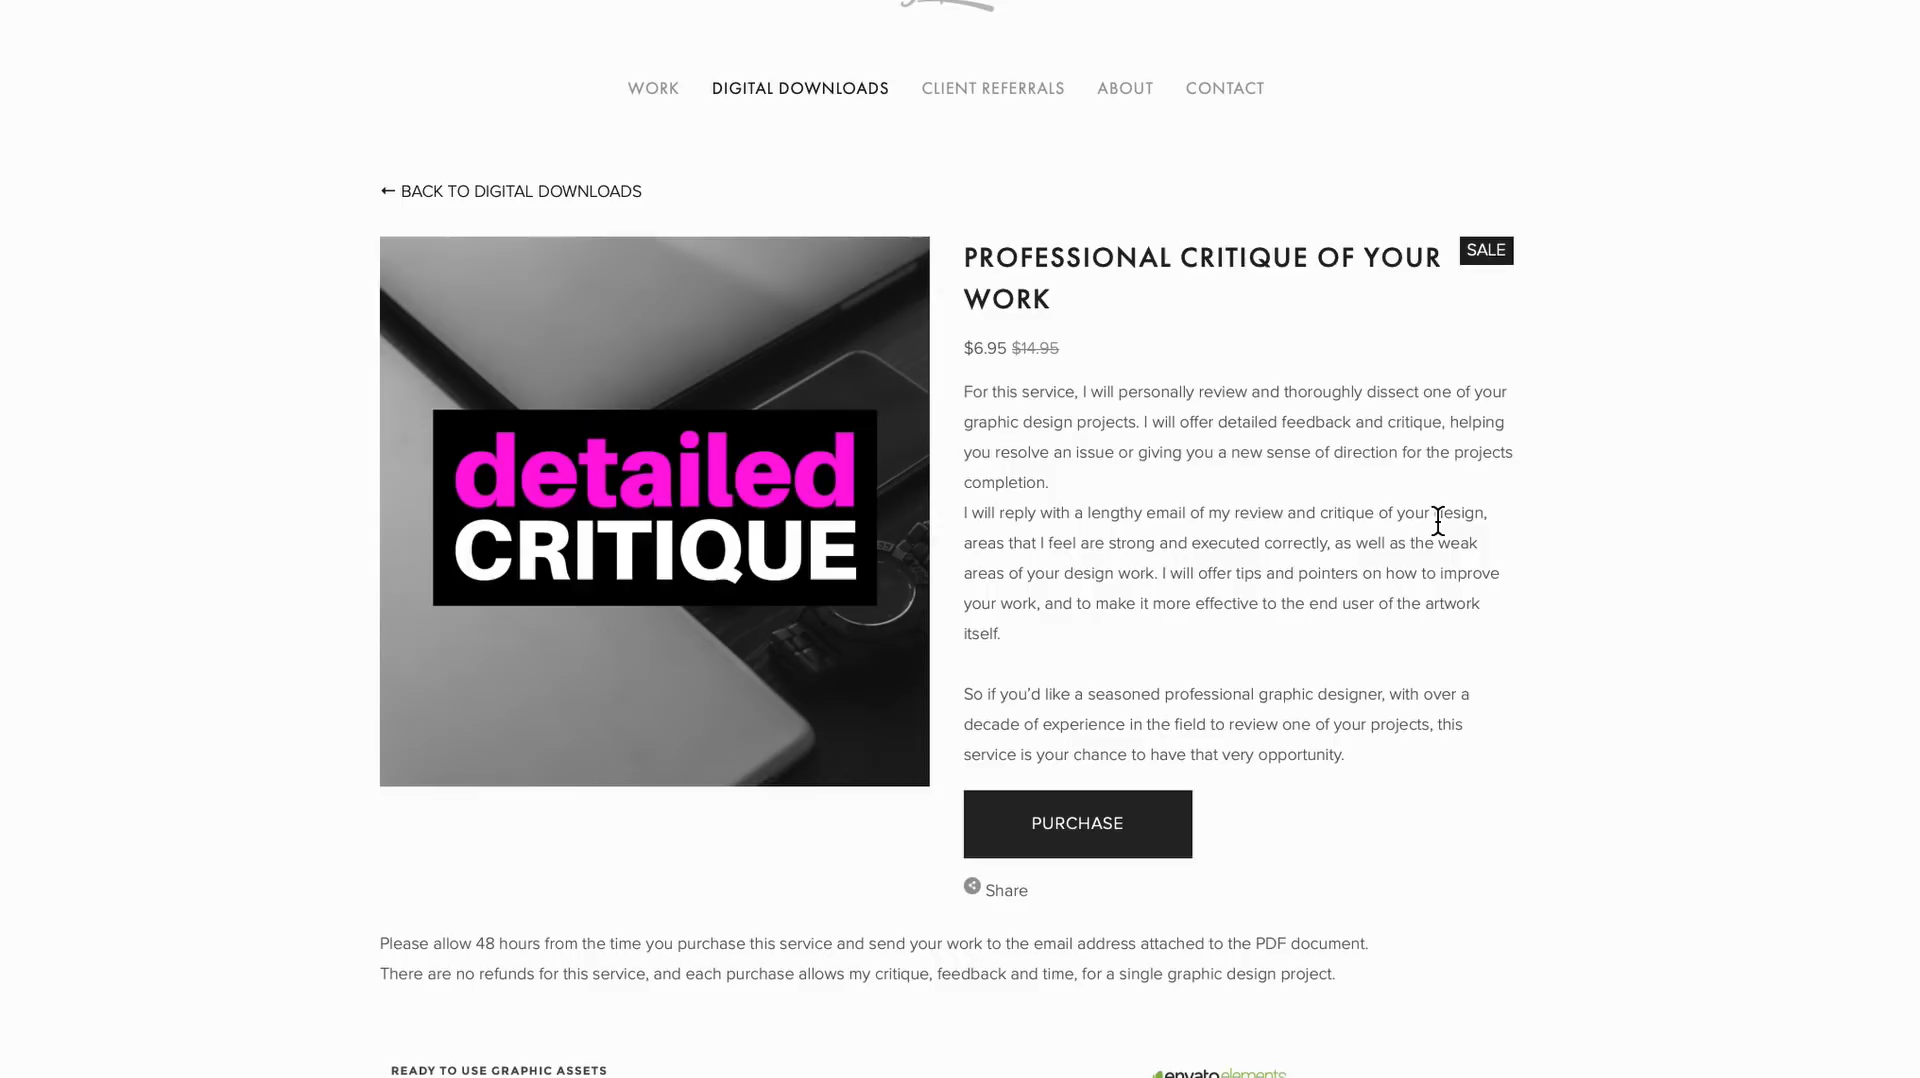 WORK DIGITAL DOWNLOADS CLIENT REFERRALS ABOUT CONTACT
← BACK TO DIGITAL DOWNLOADS
detailed
CRITIQUE
PROFESSIONAL CRITIQUE OF YOUR
WORK
SALE
$6.95 $14.95
For this service, I will personally review and thoroughly dissect one of your
graphic design projects. I will offer detailed feedback and critique, helping
you resolve an issue or giving you a new sense of direction for the projects
completion.
I will reply with a lengthy email of my review and critique of your design,
areas that I feel are strong and executed correctly, as well as the weak
areas of your design work. I will offer tips and pointers on how to improve
your work, and to make it more effective to the end user of the artwork
itself.
So if you’d like a seasoned professional graphic designer, with over a
decade of experience in the field to review one of your projects, this
service is your chance to have that very opportunity.
PURCHASE
Share
Please allow 48 hours from the time you purchase this service and send your work to the email address attached to the PDF document.
There are no refunds for this service, and each purchase allows my critique, feedback and time, for a single graphic design project.
READY TO USE GRAPHIC ASSETS
envatoelements